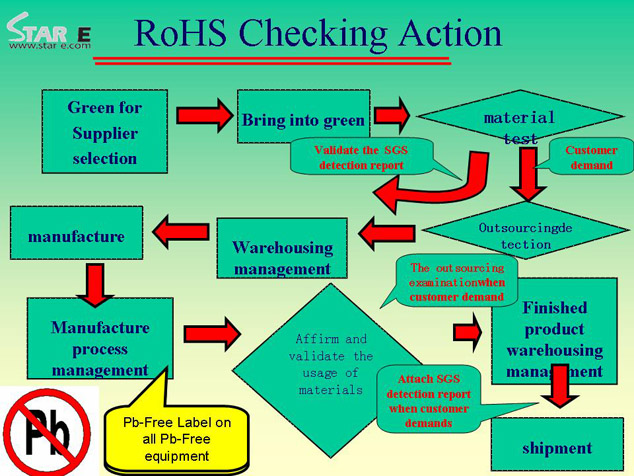 STAR E
www.star e.com
RoHS Checking Action
Green for
Supplier
selection
Bring into green
material
test
Validate the SGS
detection report
Customer
demand
manufacture
Warehousing
management
Outsourcingde
tection
The outsourcing
examinationwhen
customer demand
Manufacture
process
management
Affirm and
validate the
usage of
materials
Finished
product
warehousing
management
Attach SGS
detection report
when customer
demands
Pb
Pb-Free Label on
all Pb-Free
equipment
shipment